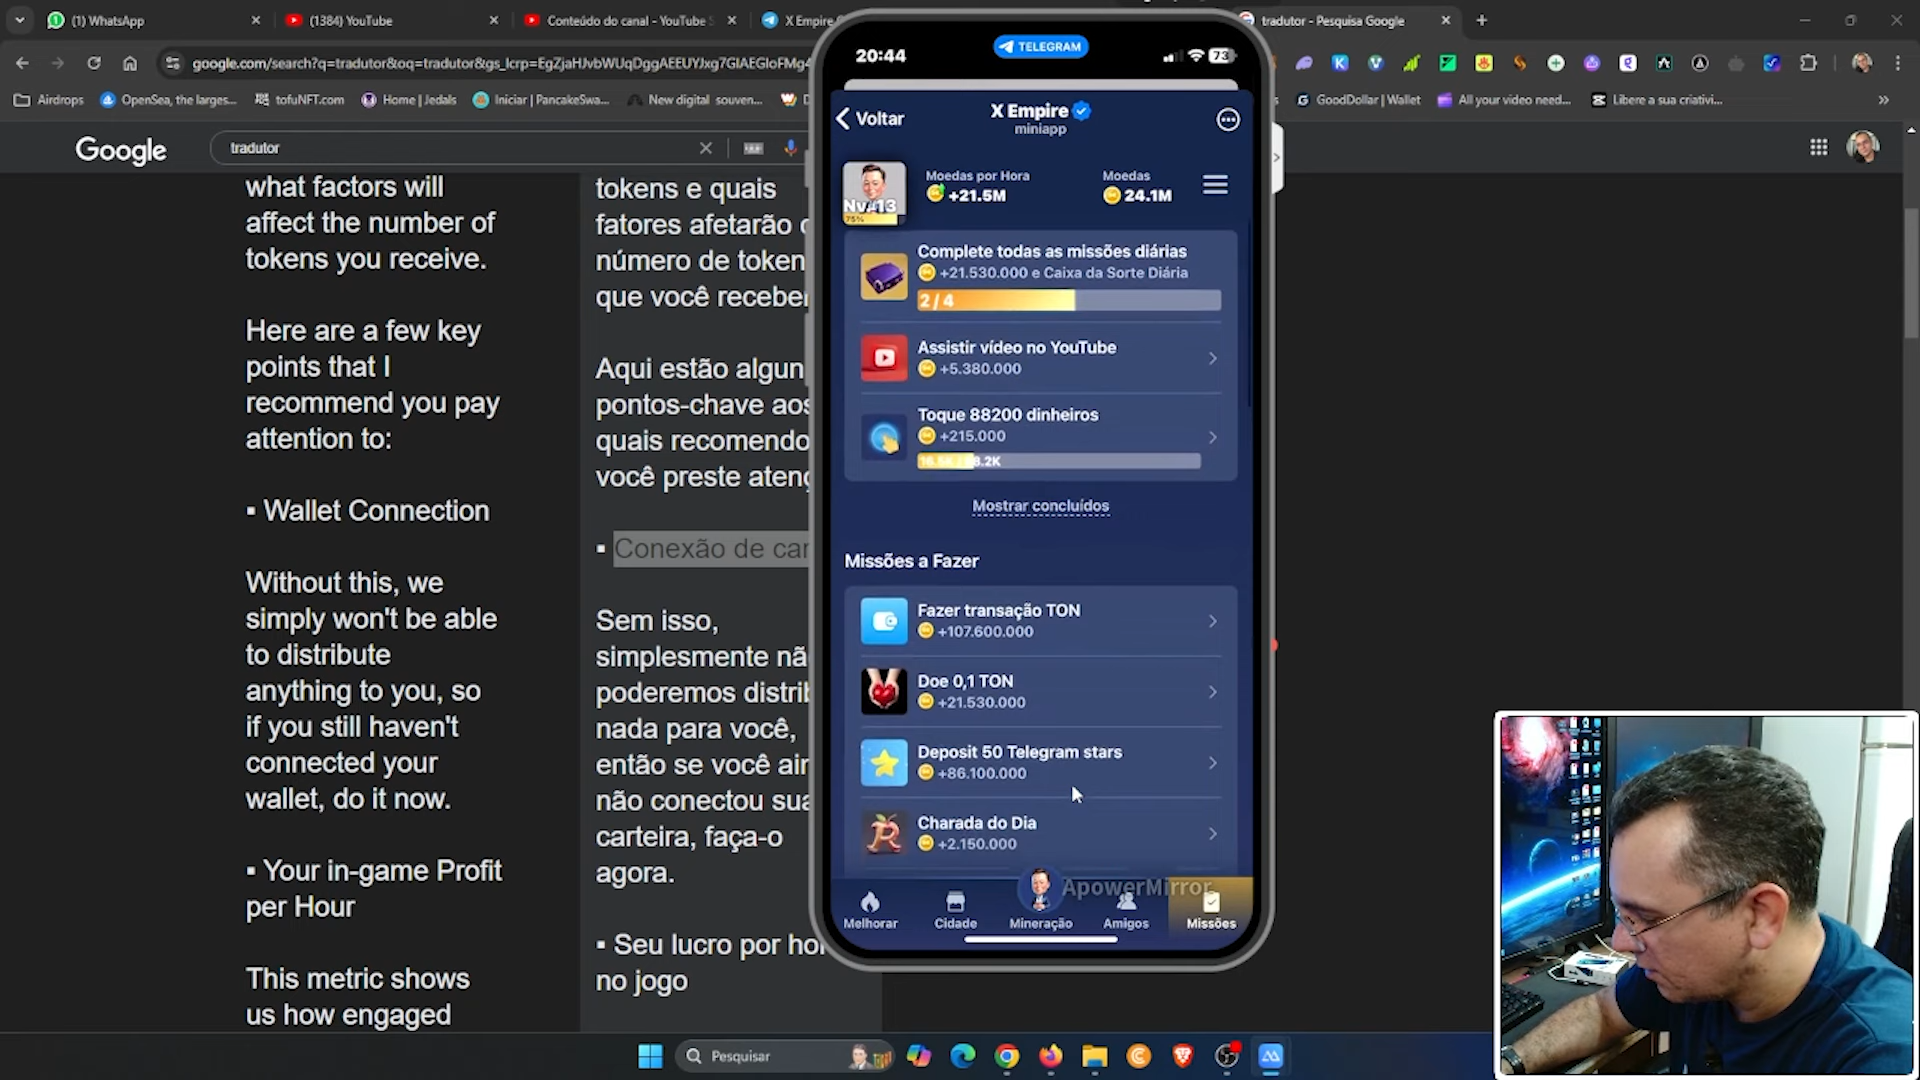 (1) WhatsApp
(1384) YouTube
Conteúdo do canal - YouTube S
X Empire
tradutor - Pesquisa Google
google.com/search?q=tradutor&oq=tradutor&gs_lcrp=
Airdrops
OpenSea, the larges...
tofuNFT.com
Home | Jedals
Iniciar | PancakeSwa...
New digital souven...
GoodDollar | Wallet
All your video need...
Libere a sua criativi...
Google
tradutor
what factors will
affect the number of
tokens you receive.
Here are a few key
points that I
recommend you pay
attention to:
▪ Wallet Connection
Without this, we
simply won't be able
to distribute
anything to you, so
if you still haven't
connected your
wallet, do it now.
▪ Your in-game Profit
per Hour
This metric shows
us how engaged
tokens e quais
fatores afetarão
número de token
que você receber
Aqui estão algun
pontos-chave aos
quais recomendo
você preste atenç
▪ Conexão de car
Sem isso,
simplesmente nã
poderemos distrib
nada para você,
então se você ain
não conectou sua
carteira, faça-o
agora.
▪ Seu lucro por hor
no jogo
20:44
TELEGRAM
73
Voltar
X Empire
miniapp
Nv. 13
75%
Moedas por Hora
+21.5M
Moedas
24.1M
Complete todas as missões diárias
+21.530.000 e Caixa da Sorte Diária
2 / 4
Assistir vídeo no YouTube
+5.380.000
Toque 88200 dinheiros
+215.000
Mostrar concluídos
Missões a Fazer
Fazer transação TON
+107.600.000
Doe 0,1 TON
+21.530.000
Deposit 50 Telegram stars
+86.100.000
Charada do Dia
+2.150.000
ApowerMirror
Melhorar
Cidade
Mineração
Amigos
Missões
Pesquisar